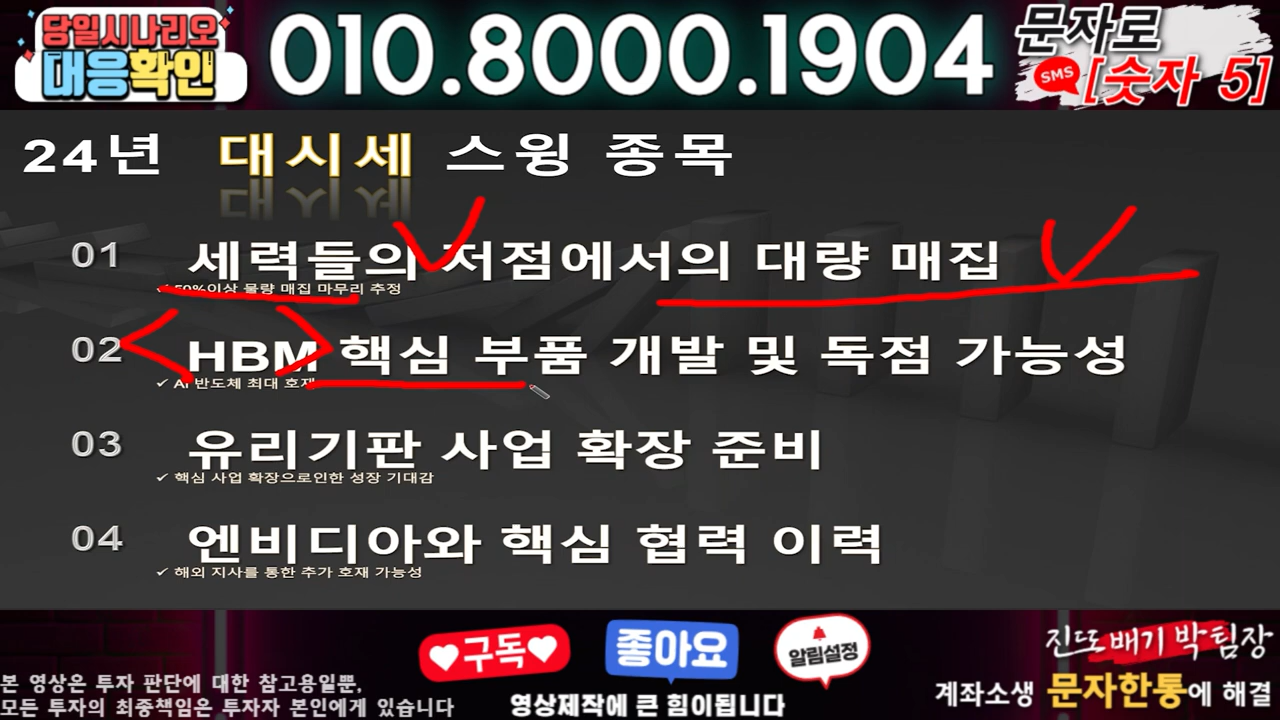 당일시나리오
대응확인
010.8000.1904
문자로
SMS
[숫자 5]
24년 대시세 스윙 종목
01 세력들의 저점에서의 대량 매집
✓ 50%이상 물량 매집 마무리 추정
02 HBM 핵심 부품 개발 및 독점 가능성
✓ AI 반도체 최대 호재
03 유리기판 사업 확장 준비
✓ 핵심 사업 확장으로인한 성장 기대감
04 엔비디아와 핵심 협력 이력
✓ 해외 지사를 통한 추가 호재 가능성
구독
좋아요
알림설정
영상제작에 큰 힘이됩니다
본 영상은 투자 판단에 대한 참고용일뿐,
모든 투자의 최종책임은 투자자 본인에게 있습니다
진또배기 박팀장
계좌소생 문자한통에 해결